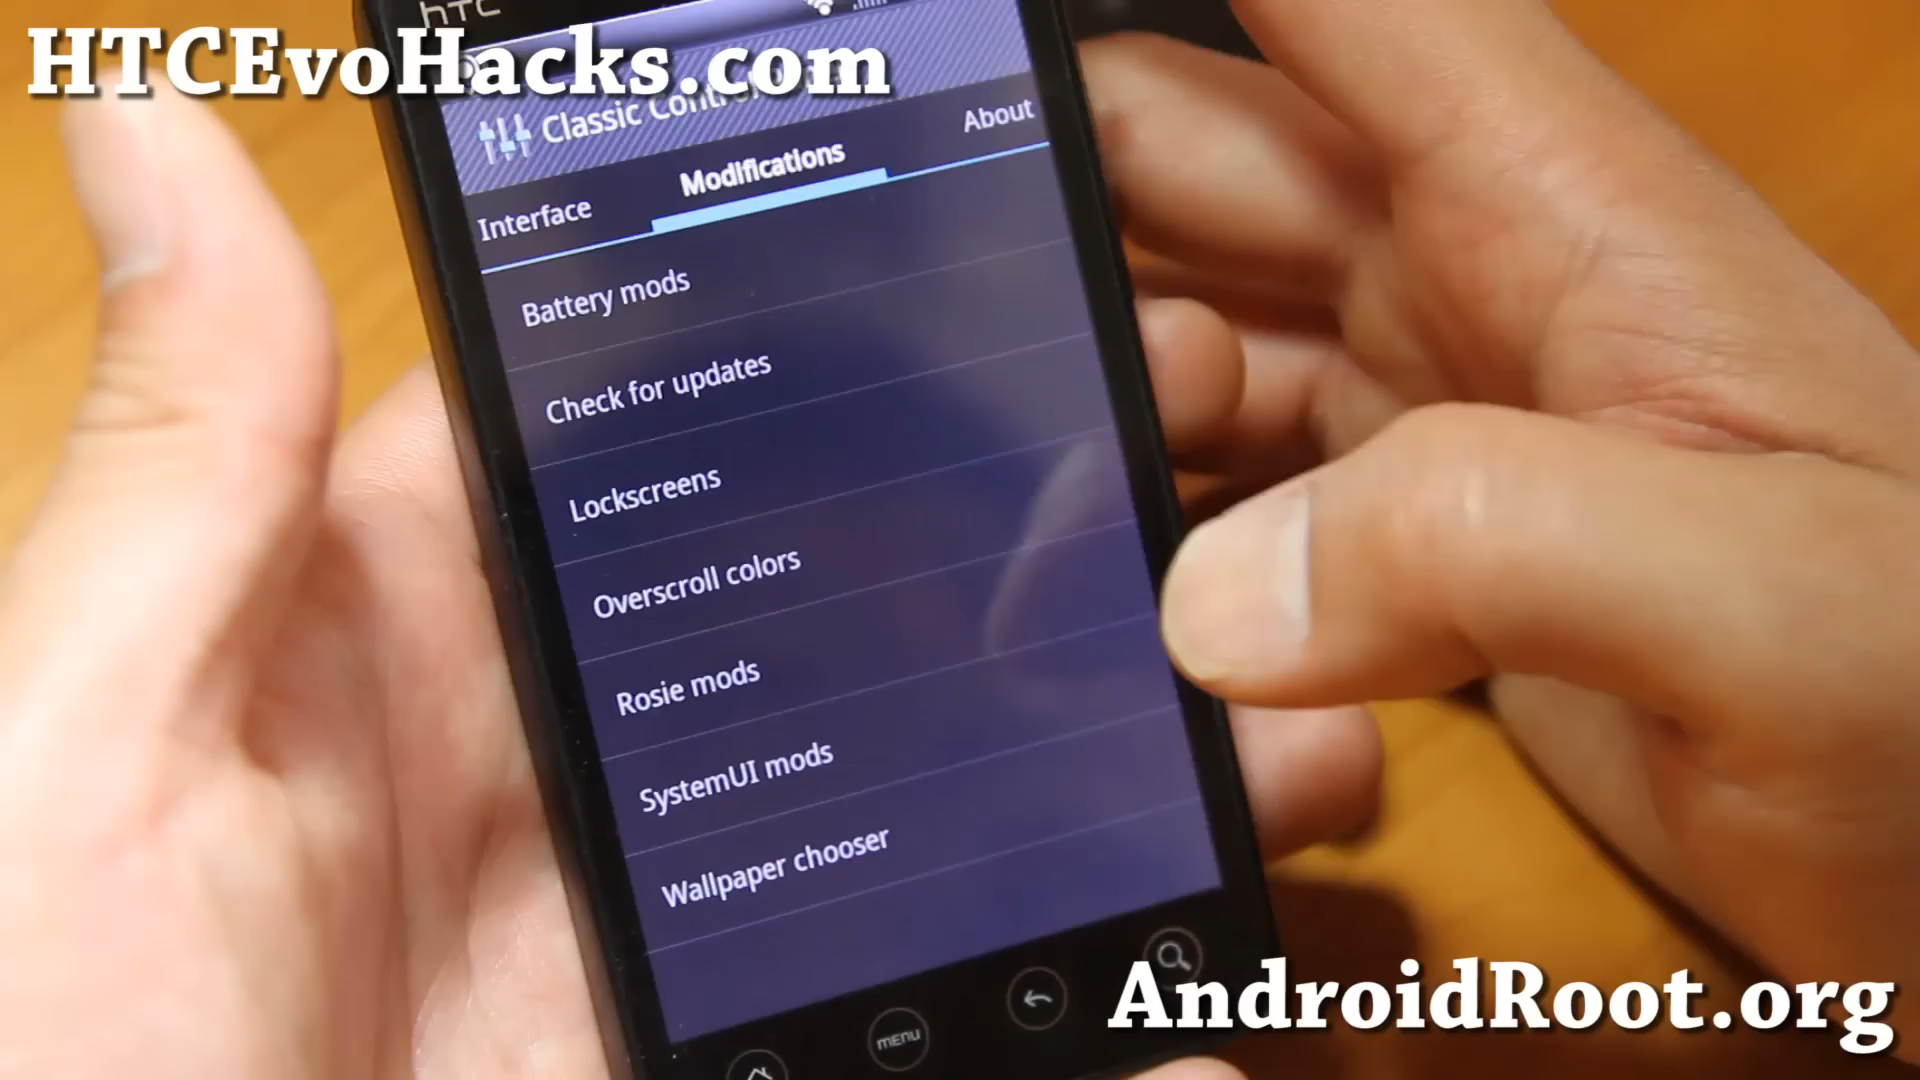 hTC
HTCEvoHacks.com
Classic
About
Modifications
Interface
Battery mods
Check for updates
Lockscreens
Overscroll colors
Rosie mods
SystemUI mods
Wallpaper chooser
menu
AndroidRoot.org